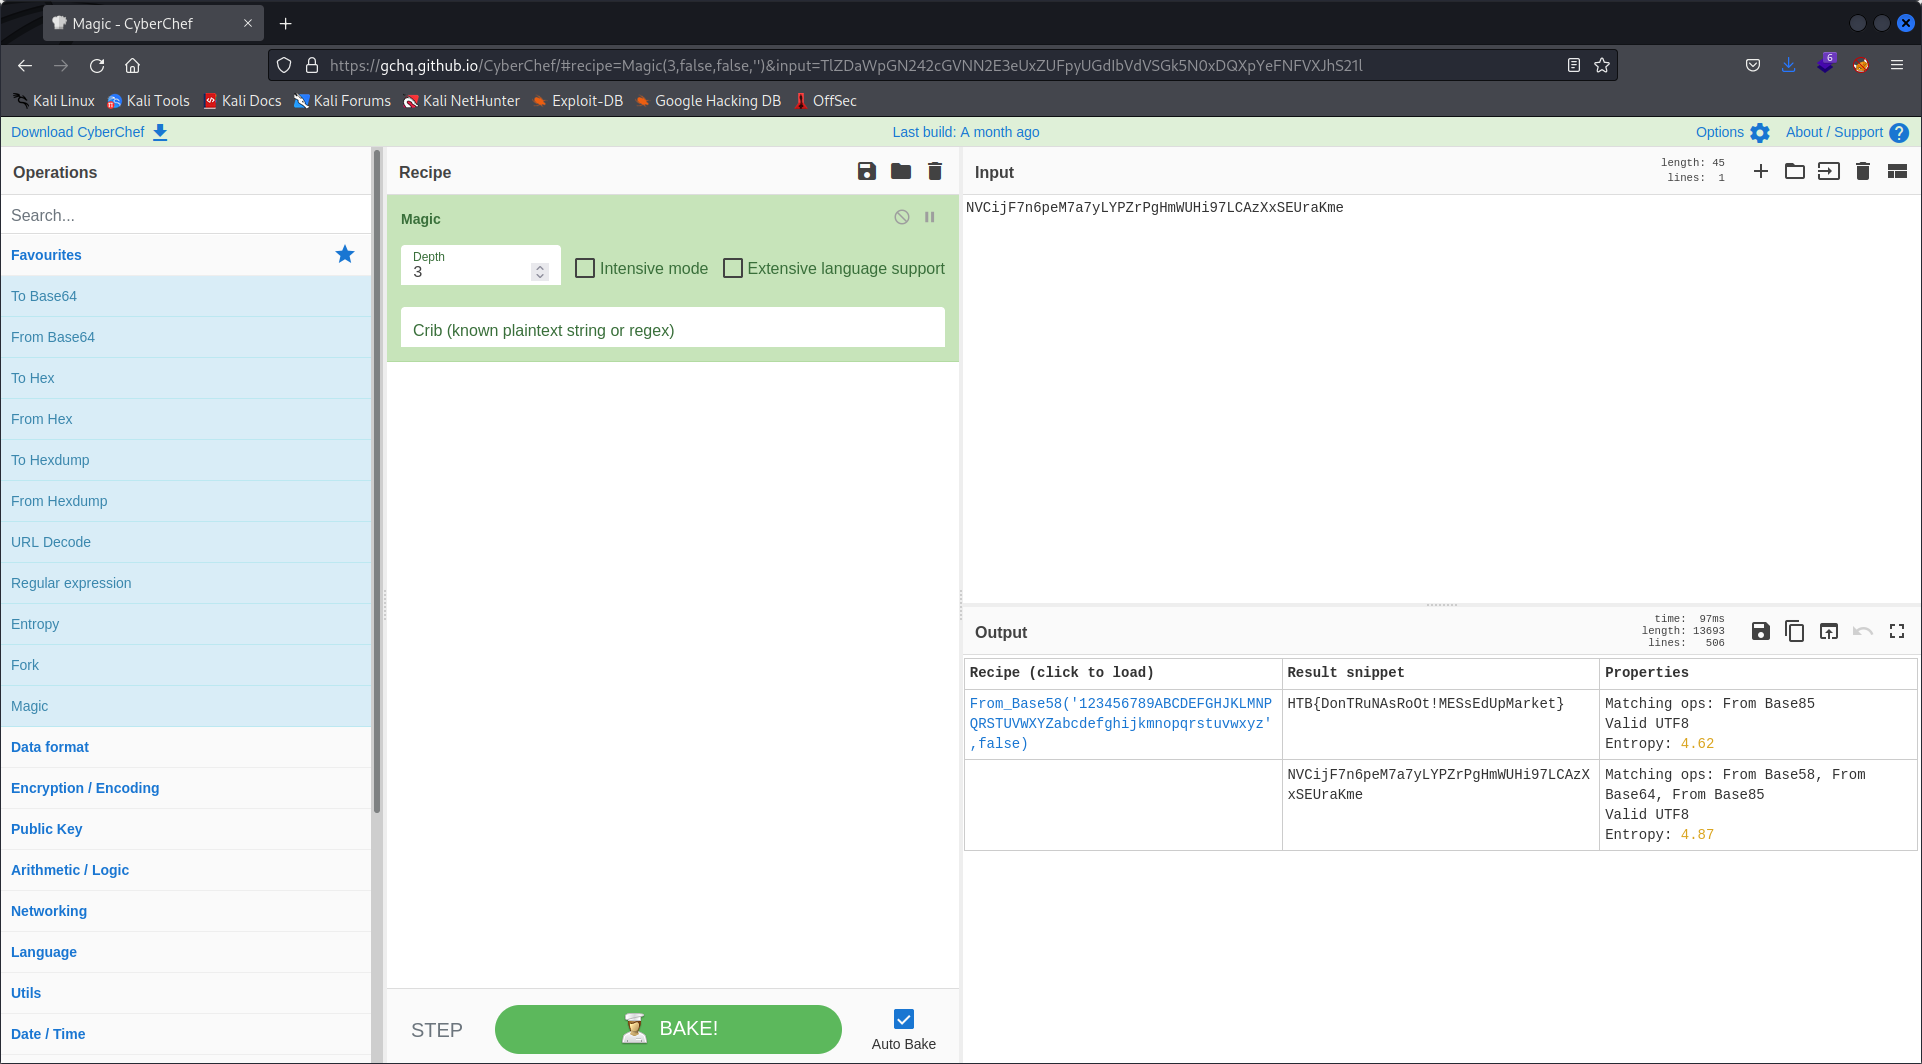 Magic - CyberChef
https://gchq.github.io/CyberChef/#recipe=Magic(3,false,false,'')&input=TlZDaWpGN242cGVNN2E3eUxZUFpyUGdIbVdVSGk5N0xDQXpYeFNFVXJhS21l
6
Kali Linux
Kali Tools
Kali Docs
Kali Forums
Kali NetHunter
Exploit-DB
Google Hacking DB
OffSec
Download CyberChef
Last build: A month ago
Options
About / Support
Operations
Search...
Favourites
To Base64
From Base64
To Hex
From Hex
To Hexdump
From Hexdump
URL Decode
Regular expression
Entropy
Fork
Magic
Data format
Encryption / Encoding
Public Key
Arithmetic / Logic
Networking
Language
Utils
Date / Time
Recipe
Magic
Depth
3
Intensive mode
Extensive language support
Crib (known plaintext string or regex)
STEP
BAKE!
Auto Bake
Input
length: 45
lines: 1
NVCijF7n6peM7a7yLYPZrPgHmWUHi97LCAzXxSEUraKme
Output
time: 97ms
length: 13693
lines: 506
Recipe (click to load)
Result snippet
Properties
From_Base58('123456789ABCDEFGHJKLMNP
QRSTUVWXYZabcdefghijkmnopqrstuvwxyz'
,false)
HTB{DonTRuNAsRoOt!MESsEdUpMarket}
Matching ops: From Base85
Valid UTF8
Entropy: 4.62
NVCijF7n6peM7a7yLYPZrPgHmWUHi97LCAzX
xSEUraKme
Matching ops: From Base58, From
Base64, From Base85
Valid UTF8
Entropy: 4.87